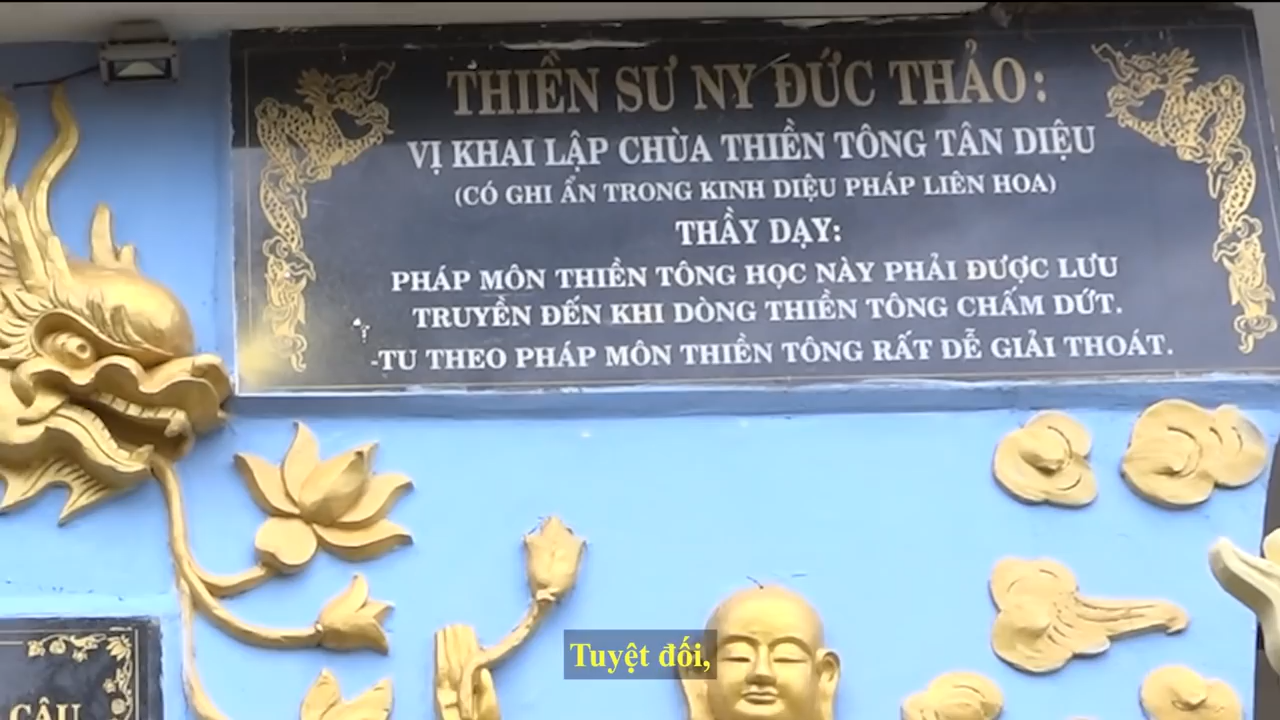 THIỀN SƯ NY ĐỨC THẢO:
VỊ KHAI LẬP CHÙA THIỀN TÔNG TÂN DIỆU
(CÓ GHI ẨN TRONG KINH DIỆU PHÁP LIÊN HOA)
THẦY DẠY:
PHÁP MÔN THIỀN TÔNG HỌC NÀY PHẢI ĐƯỢC LƯU
TRUYỀN ĐẾN KHI DÒNG THIỀN TÔNG CHẤM DỨT.
-TU THEO PHÁP MÔN THIỀN TÔNG RẤT DỄ GIẢI THOÁT.
Tuyệt đối,
CÂU